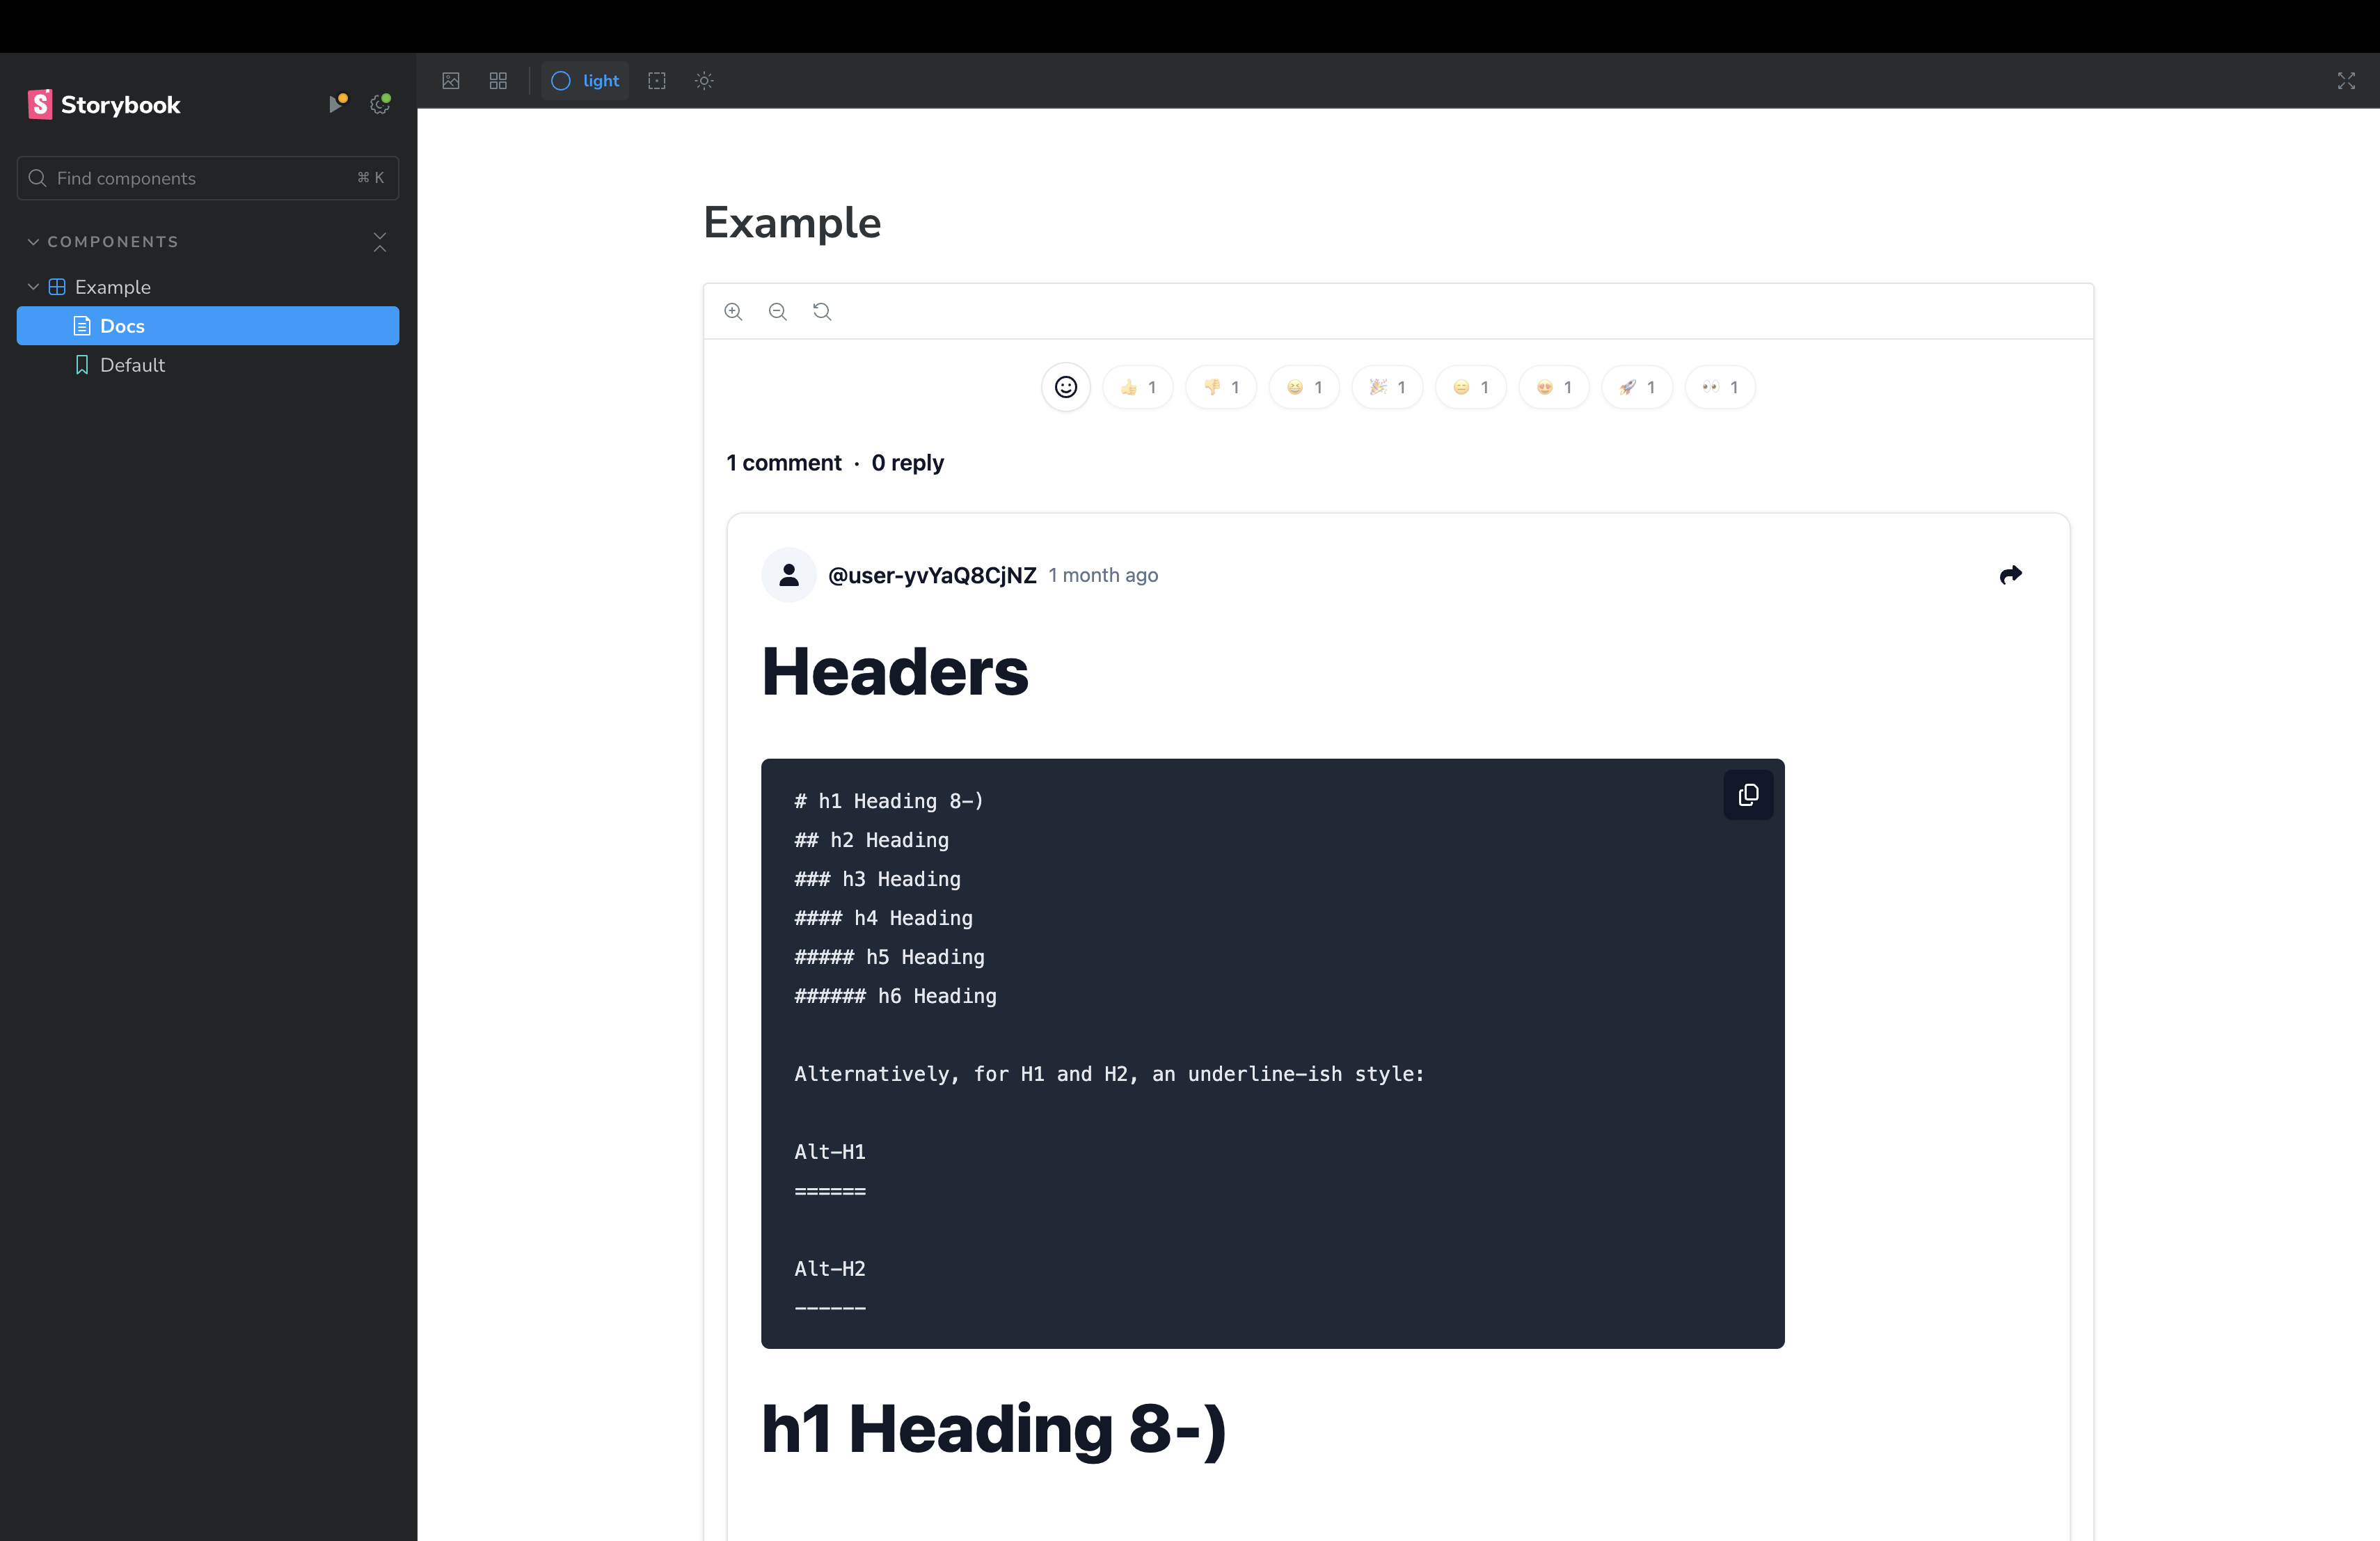 Storybook
Find components
⌘ K
COMPONENTS
Example
Docs
Default
light
Example
👍 1 👎 1 😆 1 🎉 1 😑 1 😍 1 🚀 1 👀 1
1 comment · 0 reply
@user-yvYaQ8CjNZ 1 month ago
Headers
# h1 Heading 8-)
## h2 Heading
### h3 Heading
#### h4 Heading
##### h5 Heading
###### h6 Heading
Alternatively, for H1 and H2, an underline-ish style:
Alt-H1
======
Alt-H2
------
h1 Heading 8-)